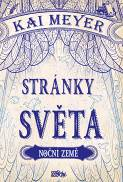 KAI MEYER
STRÁNKY
SVĚTA
NOČNÍ ZEMĚ